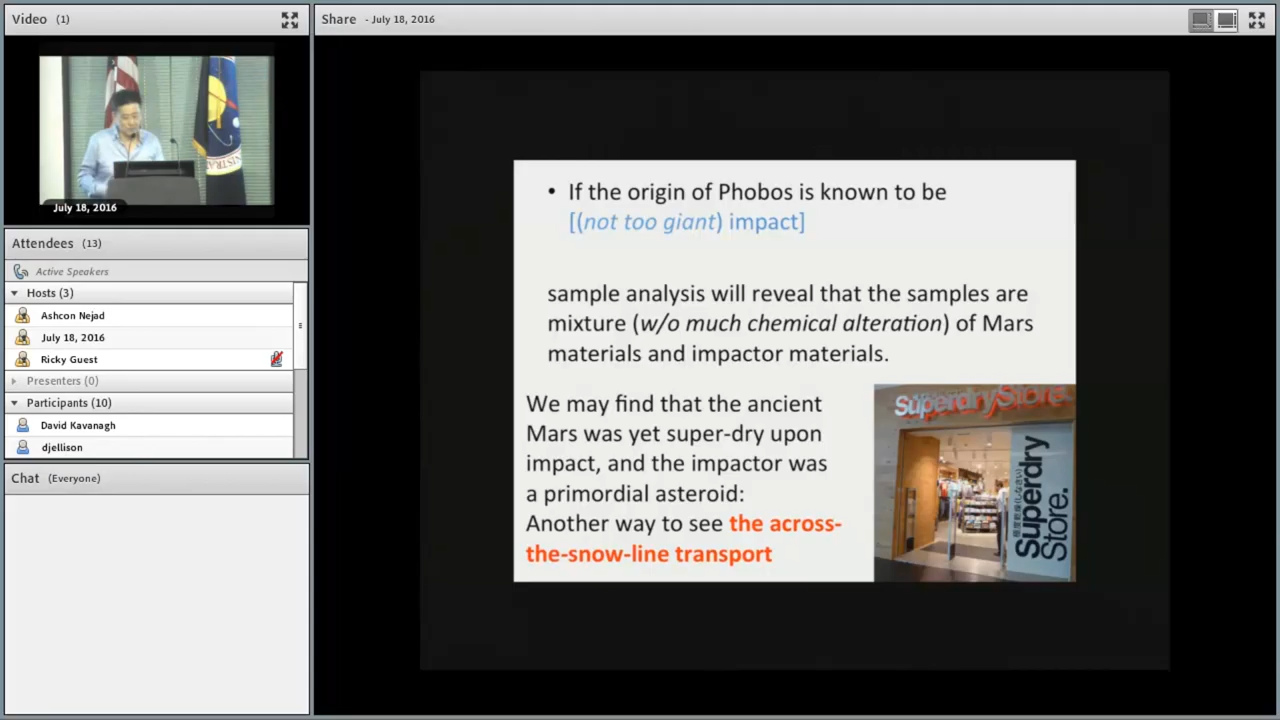 Video (1)
July 18, 2016
Attendees (13)
Active Speakers
Hosts (3)
Ashcon Nejad
July 18, 2016
Ricky Guest
Presenters (0)
Participants (10)
David Kavanagh
djellison
Chat (Everyone)
Share - July 18, 2016
• If the origin of Phobos is known to be
[(not too giant) impact]
sample analysis will reveal that the samples are
mixture (w/o much chemical alteration) of Mars
materials and impactor materials.
We may find that the ancient
Mars was yet super-dry upon
impact, and the impactor was
a primordial asteroid:
Another way to see the across-
the-snow-line transport
Superdry Store.
Superdry
Store.